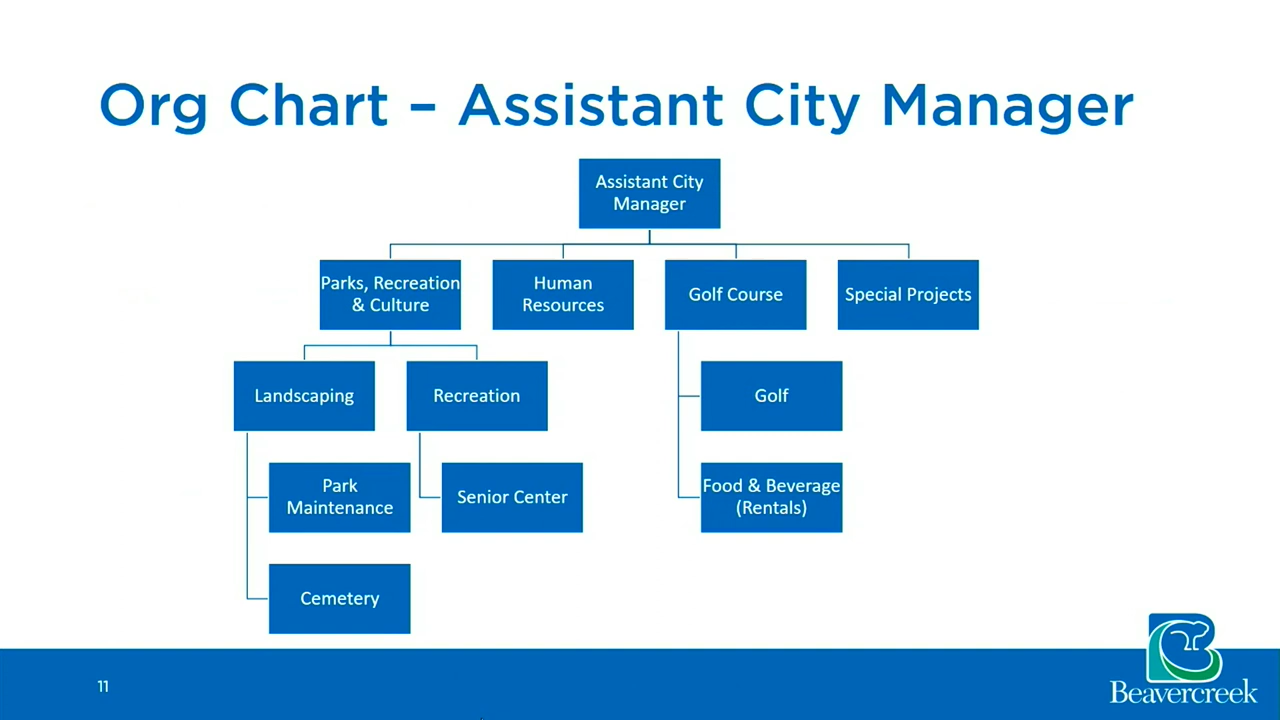 Org Chart – Assistant City Manager
Assistant City
Manager
Parks, Recreation
& Culture
Human
Resources
Golf Course
Special Projects
Landscaping
Recreation
Golf
Park
Maintenance
Senior Center
Food & Beverage
(Rentals)
Cemetery
11
Beavercreek